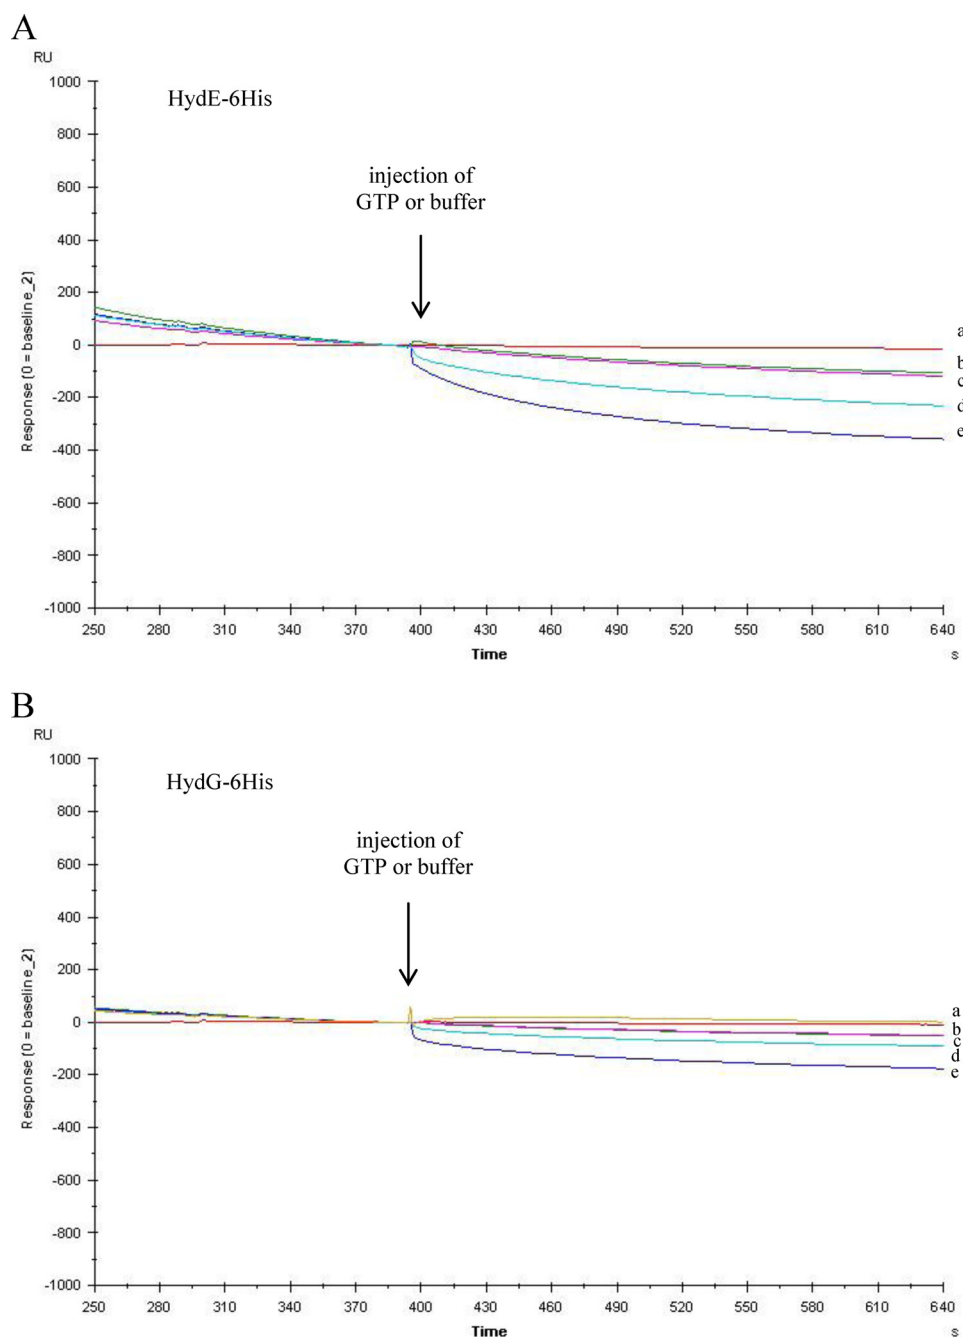 A
RU
1000
HydE-6His
800
injection of
GTP or buffer
600
400
200
0
-200
-400
-600
-800
-1000
Response (0 = baseline_2)
a
b
c
d
e
250 280 310 340 370 400 430 460 490 520 550 580 610 640
Time s
B
RU
1000
HydG-6His
800
injection of
GTP or buffer
600
400
200
0
-200
-400
-600
-800
-1000
Response (0 = baseline_2)
a
b
c
d
e
250 280 310 340 370 400 430 460 490 520 550 580 610 640
Time s